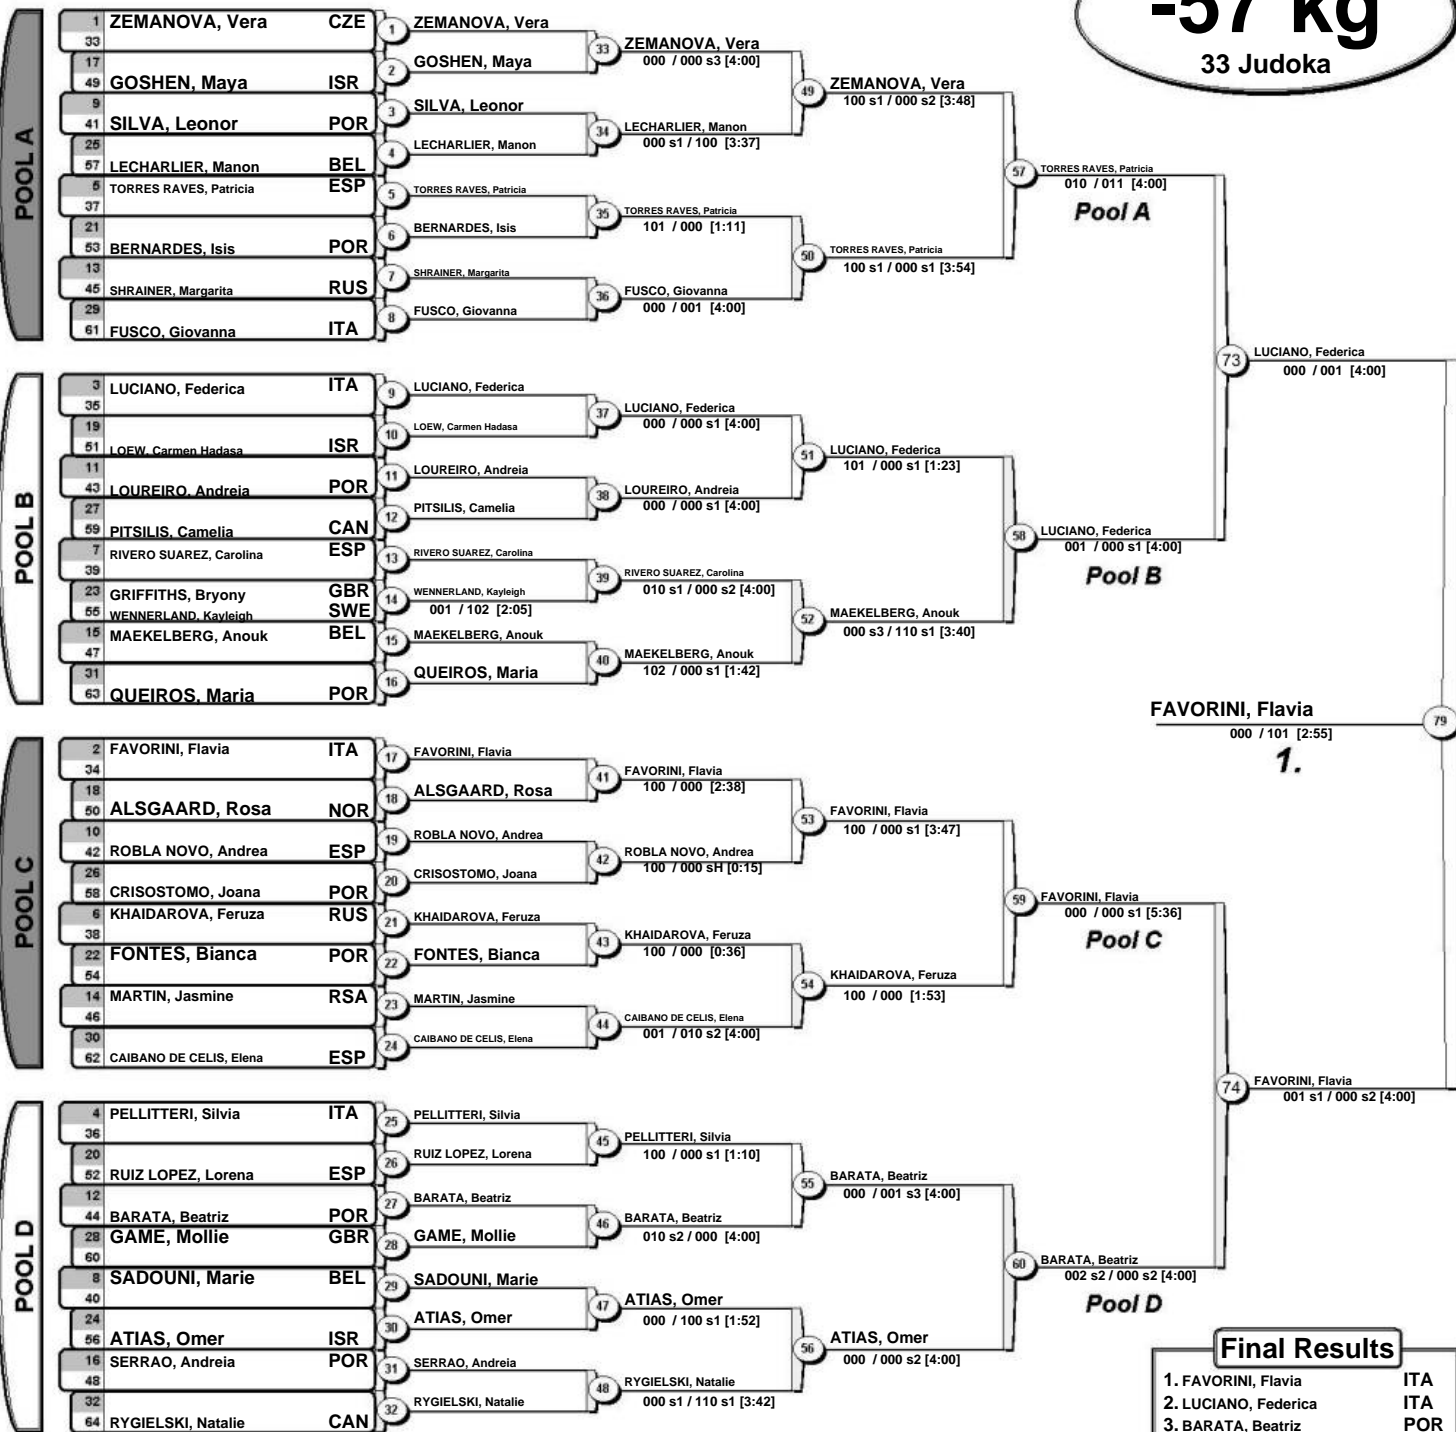 -57 kg
33 Judoka
POOL A
1 ZEMANOVA, Vera CZE
33
17
49 GOSHEN, Maya ISR
9
41 SILVA, Leonor POR
25
57 LECHARLIER, Manon BEL
5 TORRES RAVES, Patricia ESP
37
21
53 BERNARDES, Isis POR
13
45 SHRAINER, Margarita RUS
29
61 FUSCO, Giovanna ITA
1 ZEMANOVA, Vera
2 GOSHEN, Maya
3 SILVA, Leonor
4 LECHARLIER, Manon
5 TORRES RAVES, Patricia
6 BERNARDES, Isis
7 SHRAINER, Margarita
8 FUSCO, Giovanna
33 ZEMANOVA, Vera
000 / 000 s3 [4:00]
34 LECHARLIER, Manon
000 s1 / 100 [3:37]
35 TORRES RAVES, Patricia
101 / 000 [1:11]
36 FUSCO, Giovanna
000 / 001 [4:00]
49 ZEMANOVA, Vera
100 s1 / 000 s2 [3:48]
50 TORRES RAVES, Patricia
100 s1 / 000 s1 [3:54]
57 TORRES RAVES, Patricia
010 / 011 [4:00]
Pool A
POOL B
3 LUCIANO, Federica ITA
35
19
51 LOEW, Carmen Hadasa ISR
11
43 LOUREIRO, Andreia POR
27
59 PITSILIS, Camelia CAN
7 RIVERO SUAREZ, Carolina ESP
39
23 GRIFFITHS, Bryony GBR
55 WENNERLAND, Kayleigh SWE
15 MAEKELBERG, Anouk BEL
47
31
63 QUEIROS, Maria POR
9 LUCIANO, Federica
10 LOEW, Carmen Hadasa
11 LOUREIRO, Andreia
12 PITSILIS, Camelia
13 RIVERO SUAREZ, Carolina
14 WENNERLAND, Kayleigh
001 / 102 [2:05]
15 MAEKELBERG, Anouk
16 QUEIROS, Maria
37 LUCIANO, Federica
000 / 000 s1 [4:00]
38 LOUREIRO, Andreia
000 / 000 s1 [4:00]
39 RIVERO SUAREZ, Carolina
010 s1 / 000 s2 [4:00]
40 MAEKELBERG, Anouk
102 / 000 s1 [1:42]
51 LUCIANO, Federica
101 / 000 s1 [1:23]
52 MAEKELBERG, Anouk
000 s3 / 110 s1 [3:40]
58 LUCIANO, Federica
001 / 000 s1 [4:00]
Pool B
73 LUCIANO, Federica
000 / 001 [4:00]
FAVORINI, Flavia 79
000 / 101 [2:55]
1.
POOL C
2 FAVORINI, Flavia ITA
34
18
50 ALSGAARD, Rosa NOR
10
42 ROBLA NOVO, Andrea ESP
26
58 CRISOSTOMO, Joana POR
6 KHAIDAROVA, Feruza RUS
38
22 FONTES, Bianca POR
54
14 MARTIN, Jasmine RSA
46
30
62 CAIBANO DE CELIS, Elena ESP
17 FAVORINI, Flavia
18 ALSGAARD, Rosa
19 ROBLA NOVO, Andrea
20 CRISOSTOMO, Joana
21 KHAIDAROVA, Feruza
22 FONTES, Bianca
23 MARTIN, Jasmine
24 CAIBANO DE CELIS, Elena
41 FAVORINI, Flavia
100 / 000 [2:38]
42 ROBLA NOVO, Andrea
100 / 000 sH [0:15]
43 KHAIDAROVA, Feruza
100 / 000 [0:36]
44 CAIBANO DE CELIS, Elena
001 / 010 s2 [4:00]
53 FAVORINI, Flavia
100 / 000 s1 [3:47]
54 KHAIDAROVA, Feruza
100 / 000 [1:53]
59 FAVORINI, Flavia
000 / 000 s1 [5:36]
Pool C
POOL D
4 PELLITTERI, Silvia ITA
36
20
52 RUIZ LOPEZ, Lorena ESP
12
44 BARATA, Beatriz POR
28 GAME, Mollie GBR
60
8 SADOUNI, Marie BEL
40
24
56 ATIAS, Omer ISR
16 SERRAO, Andreia POR
48
32
64 RYGIELSKI, Natalie CAN
25 PELLITTERI, Silvia
26 RUIZ LOPEZ, Lorena
27 BARATA, Beatriz
28 GAME, Mollie
29 SADOUNI, Marie
30 ATIAS, Omer
31 SERRAO, Andreia
32 RYGIELSKI, Natalie
45 PELLITTERI, Silvia
100 / 000 s1 [1:10]
46 BARATA, Beatriz
010 s2 / 000 [4:00]
47 ATIAS, Omer
000 / 100 s1 [1:52]
48 RYGIELSKI, Natalie
000 s1 / 110 s1 [3:42]
55 BARATA, Beatriz
000 / 001 s3 [4:00]
56 ATIAS, Omer
000 / 000 s2 [4:00]
60 BARATA, Beatriz
002 s2 / 000 s2 [4:00]
Pool D
74 FAVORINI, Flavia
001 s1 / 000 s2 [4:00]
Final Results
1. FAVORINI, Flavia ITA
2. LUCIANO, Federica ITA
3. BARATA, Beatriz POR